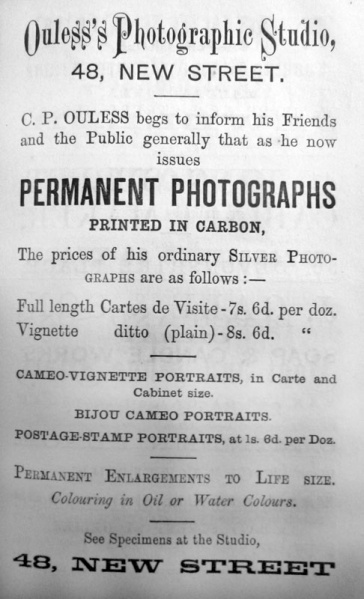 Ouless's Photographic Studio,
48, NEW STREET.
C. P. OULESS begs to inform his Friends
and the Public generally that as he now
issues
PERMANENT PHOTOGRAPHS
PRINTED IN CARBON,
The prices of his ordinary SILVER PHOTO-
GRAPHS are as follows :—
Full length Cartes de Visite - 7s. 6d. per doz.
Vignette ditto (plain) - 8s. 6d. “
CAMEO-VIGNETTE PORTRAITS, in Carte and
Cabinet size.
BIJOU CAMEO PORTRAITS.
POSTAGE-STAMP PORTRAITS, at 1s. 6d. per Doz.
PERMANENT ENLARGEMENTS TO LIFE SIZE.
Colouring in Oil or Water Colours.
See Specimens at the Studio,
48, NEW STREET